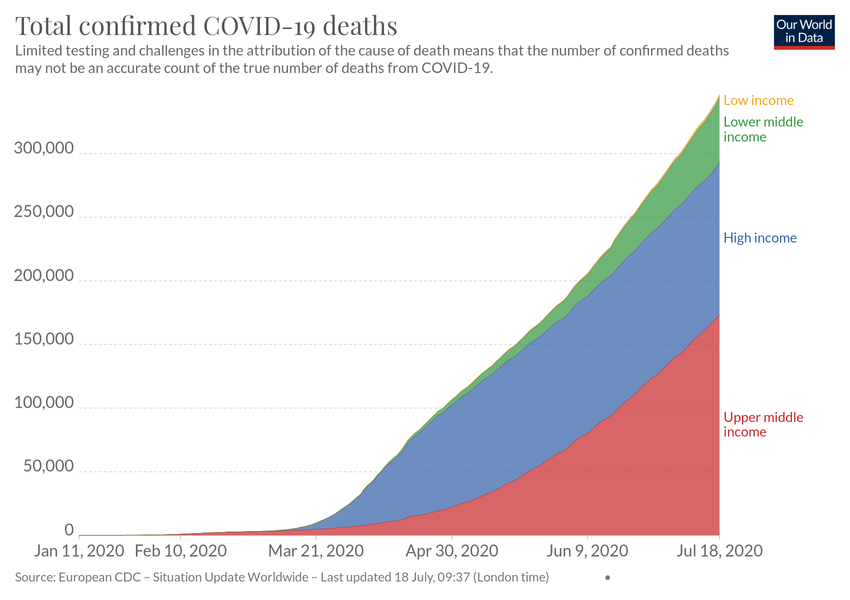 Total confirmed COVID-19 deaths
Our World
in Data
Limited testing and challenges in the attribution of the cause of death means that the number of confirmed deaths
may not be an accurate count of the true number of deaths from COVID-19.
Low income
Lower middle
income
300,000
250,000
High income
200,000
150,000
100,000
Upper middle
income
50,000
0
Jan 11, 2020 Feb 10, 2020 Mar 21, 2020 Apr 30, 2020 Jun 9, 2020 Jul 18, 2020
Source: European CDC – Situation Update Worldwide – Last updated 18 July, 09:37 (London time) •